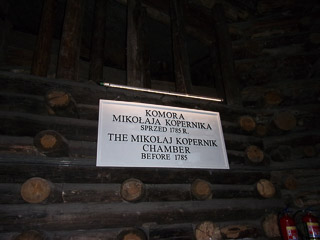 KOMORA
MIKOŁAJA KOPERNIKA
SPRZED 1785 R.
THE MIKOŁAJ KOPERNIK
CHAMBER
BEFORE 1785